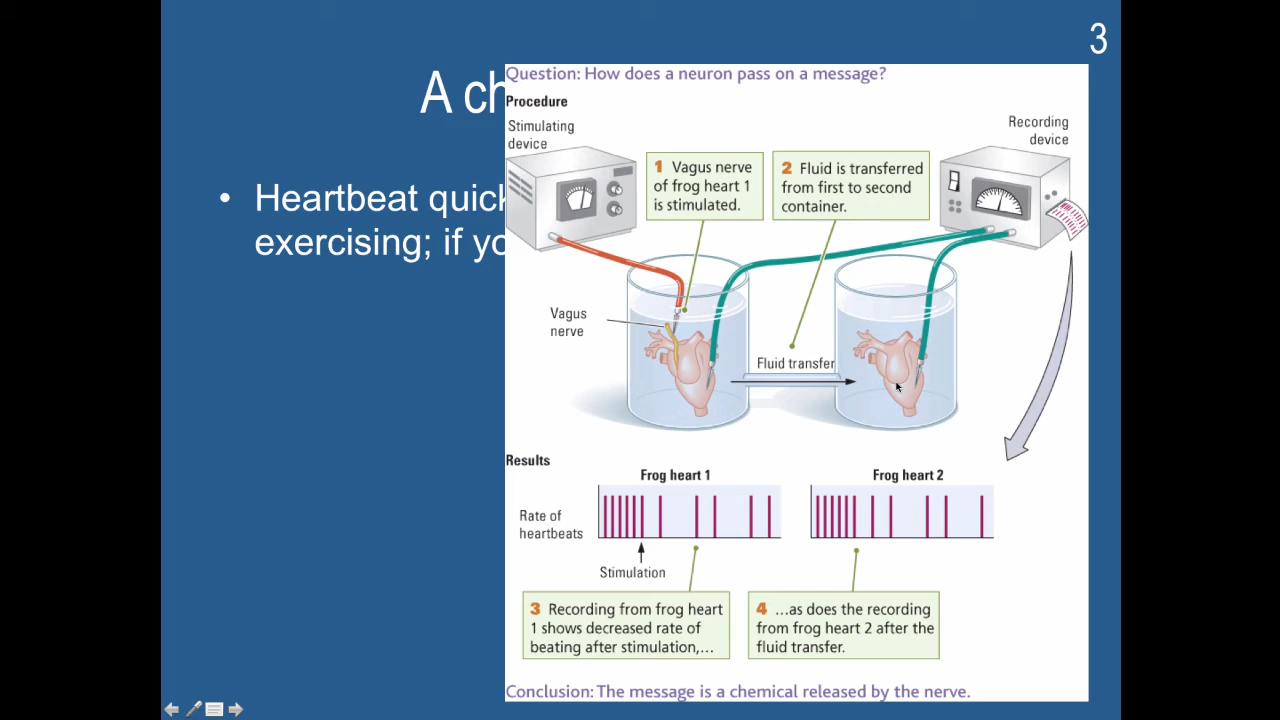 3
A ch
• Heartbeat quic
exercising; if yo
Question: How does a neuron pass on a message?
Procedure
Stimulating
device
Recording
device
1 Vagus nerve
of frog heart 1
is stimulated.
2 Fluid is transferred
from first to second
container.
Vagus
nerve
Fluid transfer
Results
Frog heart 1
Frog heart 2
Rate of
heartbeats
Stimulation
3 Recording from frog heart
1 shows decreased rate of
beating after stimulation,...
4 ...as does the recording
from frog heart 2 after the
fluid transfer.
Conclusion: The message is a chemical released by the nerve.